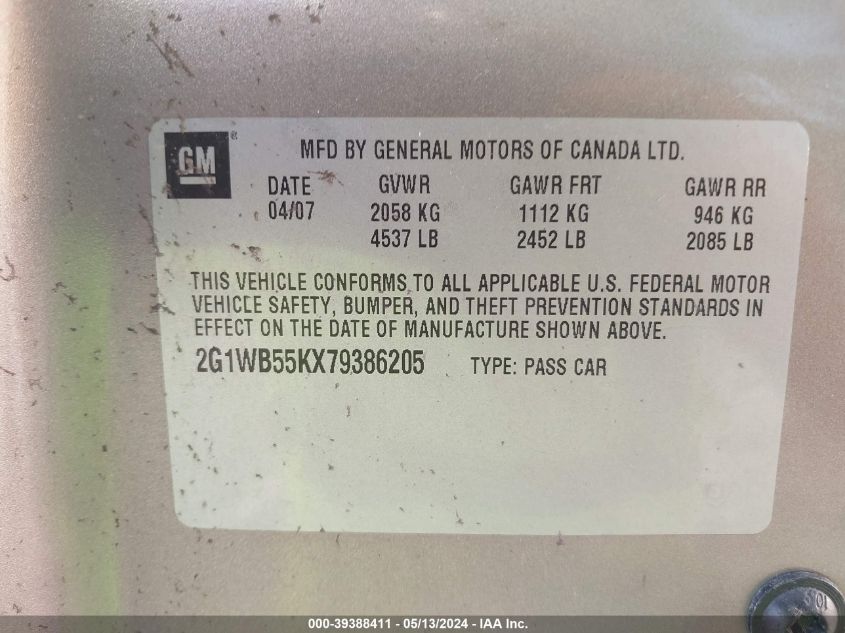 GM ®
MFD BY GENERAL MOTORS OF CANADA LTD.
DATE GVWR GAWR FRT GAWR RR
04/07 2058 KG 1112 KG 946 KG
4537 LB 2452 LB 2085 LB
THIS VEHICLE CONFORMS TO ALL APPLICABLE U.S. FEDERAL MOTOR
VEHICLE SAFETY, BUMPER, AND THEFT PREVENTION STANDARDS IN
EFFECT ON THE DATE OF MANUFACTURE SHOWN ABOVE.
2G1WB55KX79386205 TYPE: PASS CAR
000-39388411 - 05/13/2024 - IAA Inc.